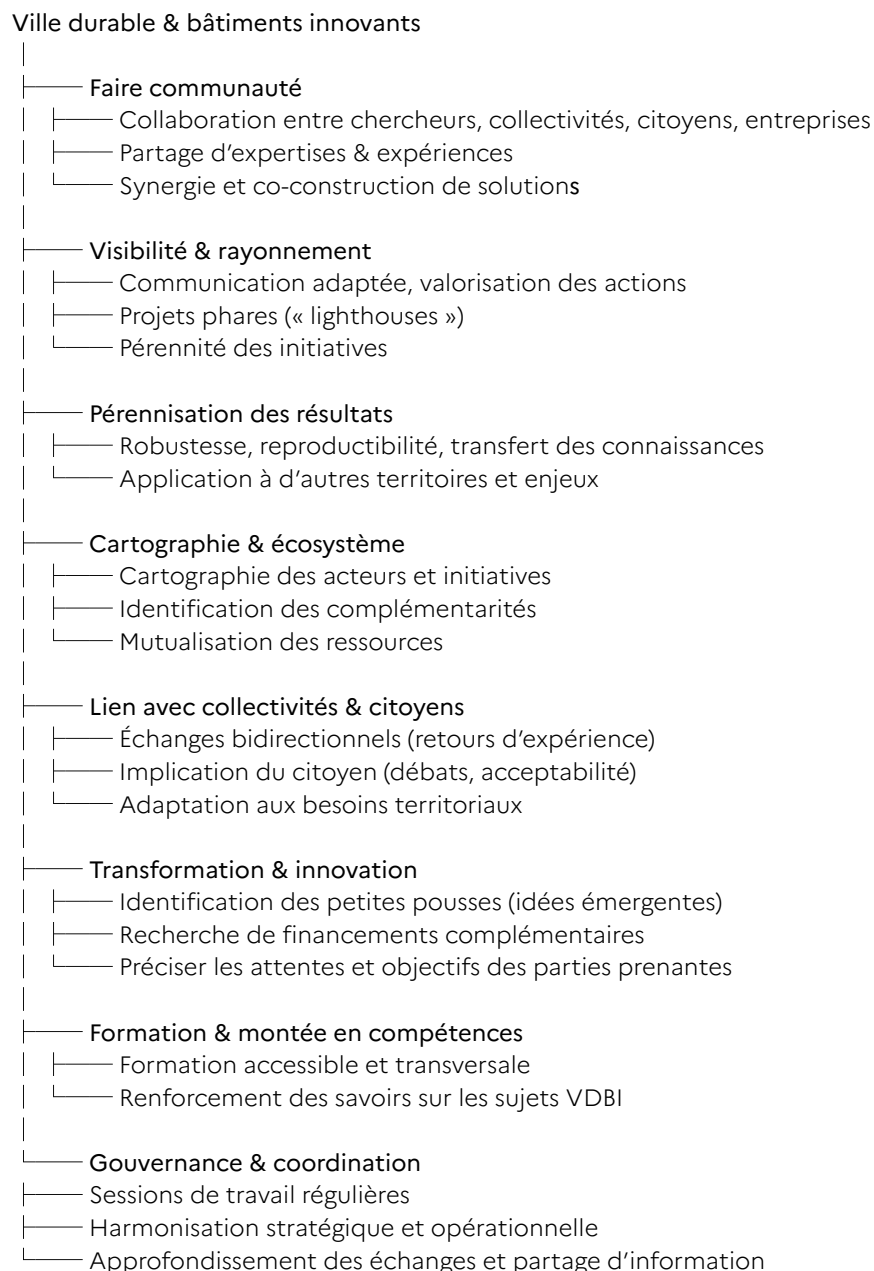 Ville durable & bâtiments innovants
Faire communauté
Collaboration entre chercheurs, collectivités, citoyens, entreprises
Partage d’expertises & expériences
Synergie et co-construction de solutions
Visibilité & rayonnement
Communication adaptée, valorisation des actions
Projets phares (« lighthouses »)
Pérennité des initiatives
Pérennisation des résultats
Robustesse, reproductibilité, transfert des connaissances
Application à d’autres territoires et enjeux
Cartographie & écosystème
Cartographie des acteurs et initiatives
Identification des complémentarités
Mutualisation des ressources
Lien avec collectivités & citoyens
Échanges bidirectionnels (retours d’expérience)
Implication du citoyen (débats, acceptabilité)
Adaptation aux besoins territoriaux
Transformation & innovation
Identification des petites pousses (idées émergentes)
Recherche de financements complémentaires
Préciser les attentes et objectifs des parties prenantes
Formation & montée en compétences
Formation accessible et transversale
Renforcement des savoirs sur les sujets VDBI
Gouvernance & coordination
Sessions de travail régulières
Harmonisation stratégique et opérationnelle
Approfondissement des échanges et partage d’information